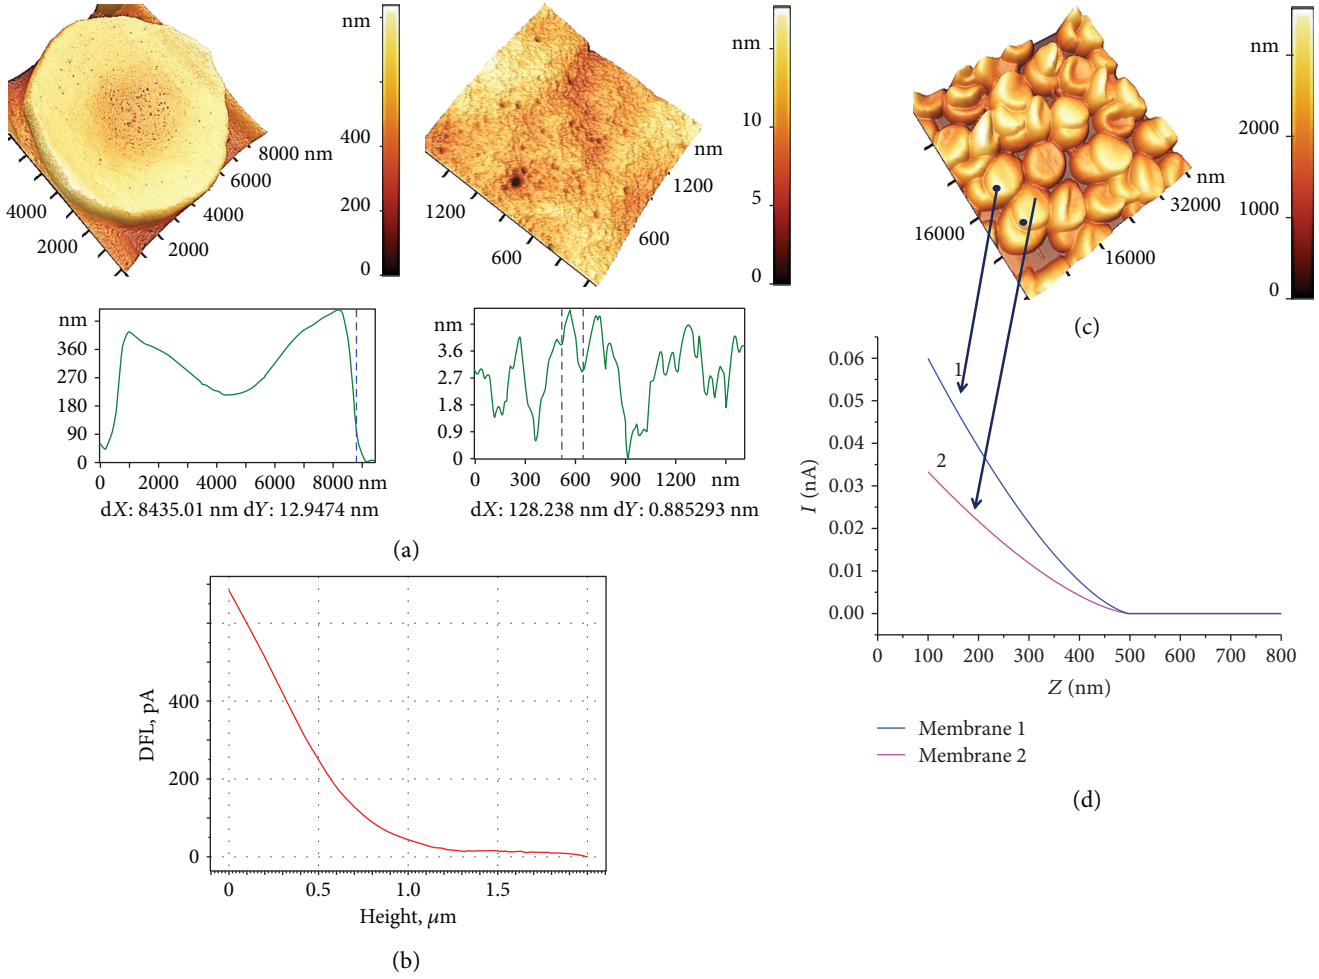 nm
400
200
0
8000 nm
6000
4000
2000
4000
2000
nm
10
5
0
nm
1200
600
1200
600
nm
360
270
180
90
0
0 2000 4000 6000 8000 nm
dX: 8435.01 nm dY: 12.9474 nm
nm
3.6
2.7
1.8
0.9
0
0 300 600 900 1200 nm
dX: 128.238 nm dY: 0.885293 nm
(a)
DFL, pA
400
200
0
0 0.5 1.0 1.5
Height, μm
(b)
nm
2000
1000
0
nm
32000
16000
16000
(c)
I (nA)
0.06
0.05
0.04
0.03
0.02
0.01
0.00
1
2
0 100 200 300 400 500 600 700 800
Z (nm)
Membrane 1
Membrane 2
(d)